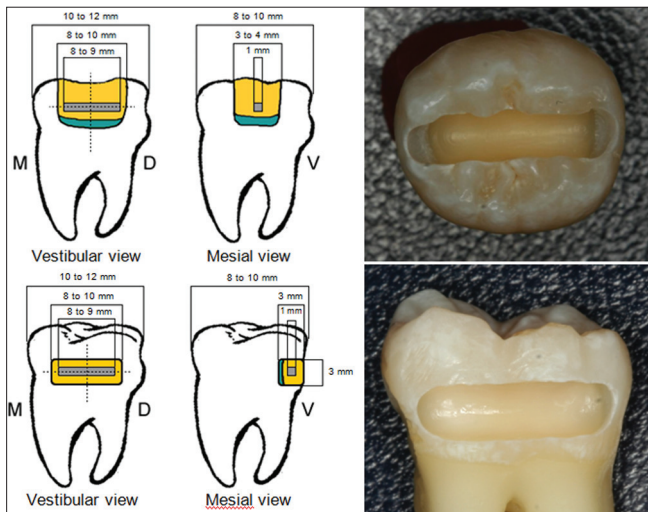 10 to 12 mm
8 to 10 mm
8 to 9 mm
M
D
Vestibular view
8 to 10 mm
3 to 4 mm
1 mm
V
Mesial view
10 to 12 mm
8 to 10 mm
8 to 9 mm
M
D
Vestibular view
8 to 10 mm
3 mm
1 mm
3 mm
V
Mesial view